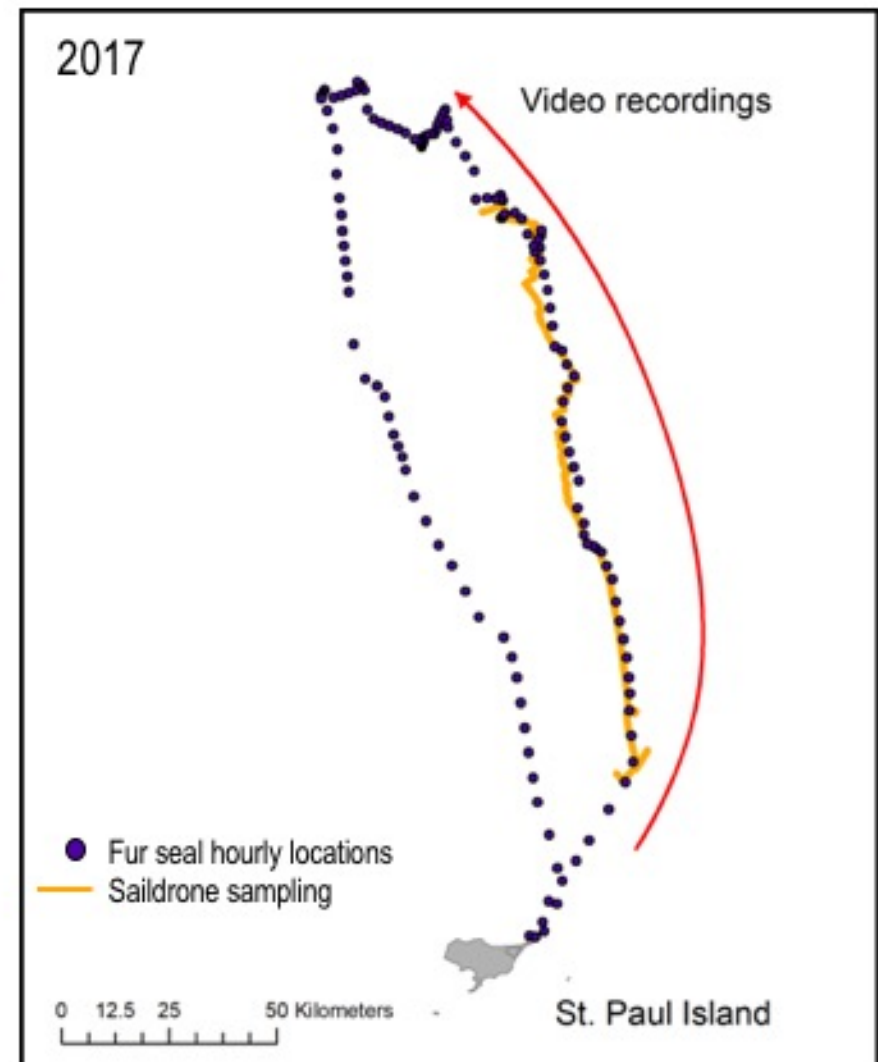 2017
Video recordings
Fur seal hourly locations
Saildrone sampling
0 12.5 25 50 Kilometers
St. Paul Island